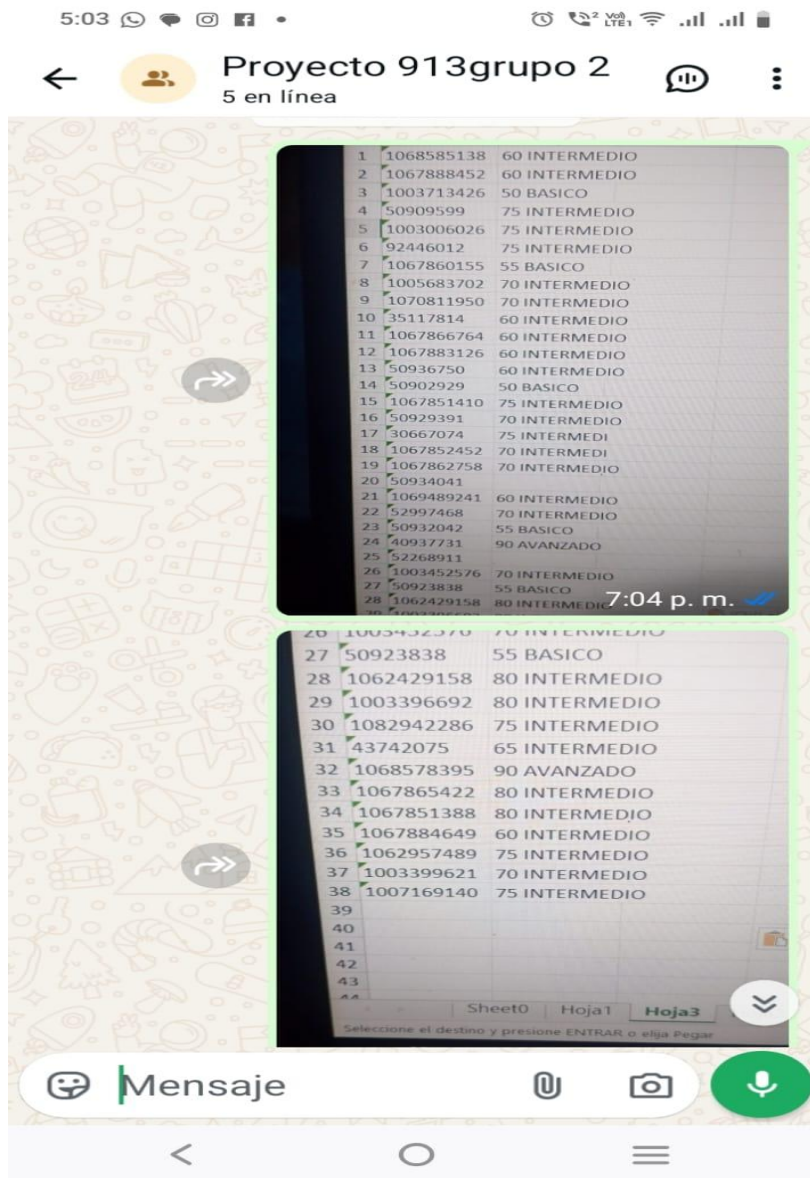 5:03
Vo)) LTE1
Proyecto 913grupo 2
5 en línea
1 1068585138 60 INTERMEDIO
2 1067888452 60 INTERMEDIO
3 1003713426 50 BASICO
4 50909599 75 INTERMEDIO
5 1003006026 75 INTERMEDIO
6 92446012 75 INTERMEDIO
7 1067860155 55 BASICO
8 1005683702 70 INTERMEDIO
9 1070811950 70 INTERMEDIO
10 35117814 60 INTERMEDIO
11 1067866764 60 INTERMEDIO
12 1067883126 60 INTERMEDIO
13 50936750 60 INTERMEDIO
14 50902929 50 BASICO
15 1067851410 75 INTERMEDIO
16 50929391 70 INTERMEDIO
17 30667074 75 INTERMEDI
18 1067852452 70 INTERMEDI
19 1067862758 70 INTERMEDIO
20 50934041
21 1069489241 60 INTERMEDIO
22 52997468 70 INTERMEDIO
23 50932042 55 BASICO
24 40937731 90 AVANZADO
25 52268911
26 1003452576 70 INTERMEDIO
27 50923838 55 BASICO
28 1062429158 80 INTERMEDIO
7:04 p. m.
26 1003452576 70 INTERMEDIO
27 50923838 55 BASICO
28 1062429158 80 INTERMEDIO
29 1003396692 80 INTERMEDIO
30 1082942286 75 INTERMEDIO
31 43742075 65 INTERMEDIO
32 1068578395 90 AVANZADO
33 1067865422 80 INTERMEDIO
34 1067851388 80 INTERMEDIO
35 1067884649 60 INTERMEDIO
36 1062957489 75 INTERMEDIO
37 1003399621 70 INTERMEDIO
38 1007169140 75 INTERMEDIO
39
40
41
42
43
44
Sheet0 Hoja1 Hoja3
Seleccione el destino y presione ENTRAR o elija Pegar
Mensaje